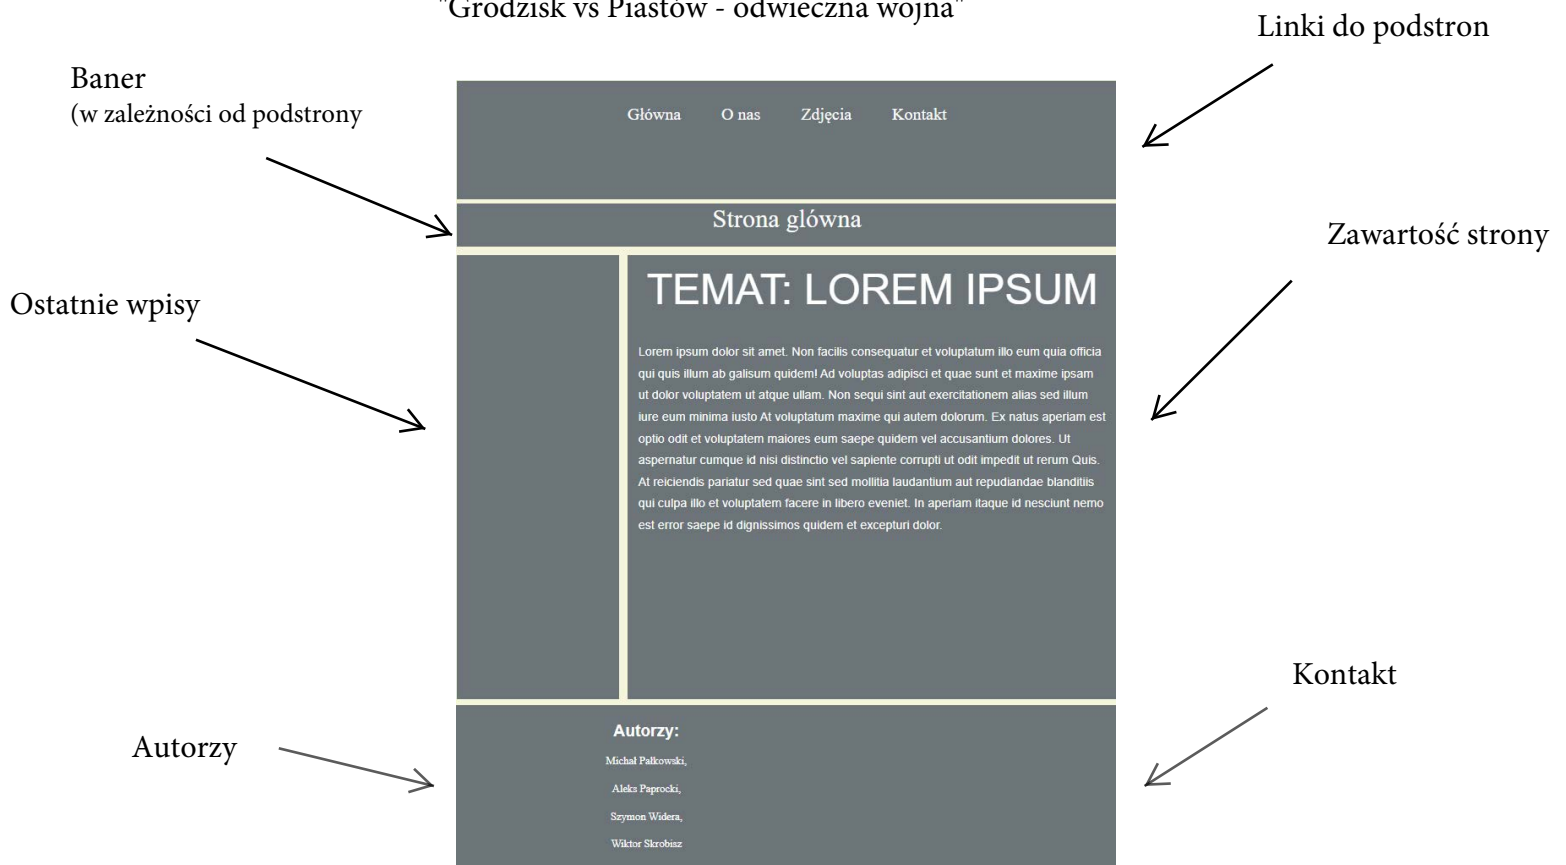 "Grodzisk vs Piastów - odwieczna wojna"
Linki do podstron
Baner
(w zależności od podstrony
Główna O nas Zdjęcia Kontakt
Strona glówna
Zawartość strony
Ostatnie wpisy
TEMAT: LOREM IPSUM
Lorem ipsum dolor sit amet. Non facilis consequatur et voluptatum illo eum quia officia
qui quis illum ab galisum quidem! Ad voluptas adipisci et quae sunt et maxime ipsam
ut dolor voluptatem ut atque ullam. Non sequi sint aut exercitationem alias sed illum
iure eum minima iusto At voluptatum maxime qui autem dolorum. Ex natus aperiam est
optio odit et voluptatem maiores eum saepe quidem vel accusantium dolores. Ut
aspernatur cumque id nisi distinctio vel sapiente corrupti ut odit impedit ut rerum Quis.
At reiciendis pariatur sed quae sint sed mollitia laudantium aut repudiandae blanditiis
qui culpa illo et voluptatem facere in libero eveniet. In aperiam itaque id nesciunt nemo
est error saepe id dignissimos quidem et excepturi dolor.
Kontakt
Autorzy
Autorzy:
Michał Pałkowski,
Aleks Paprocki,
Szymon Widera,
Wiktor Skrobisz